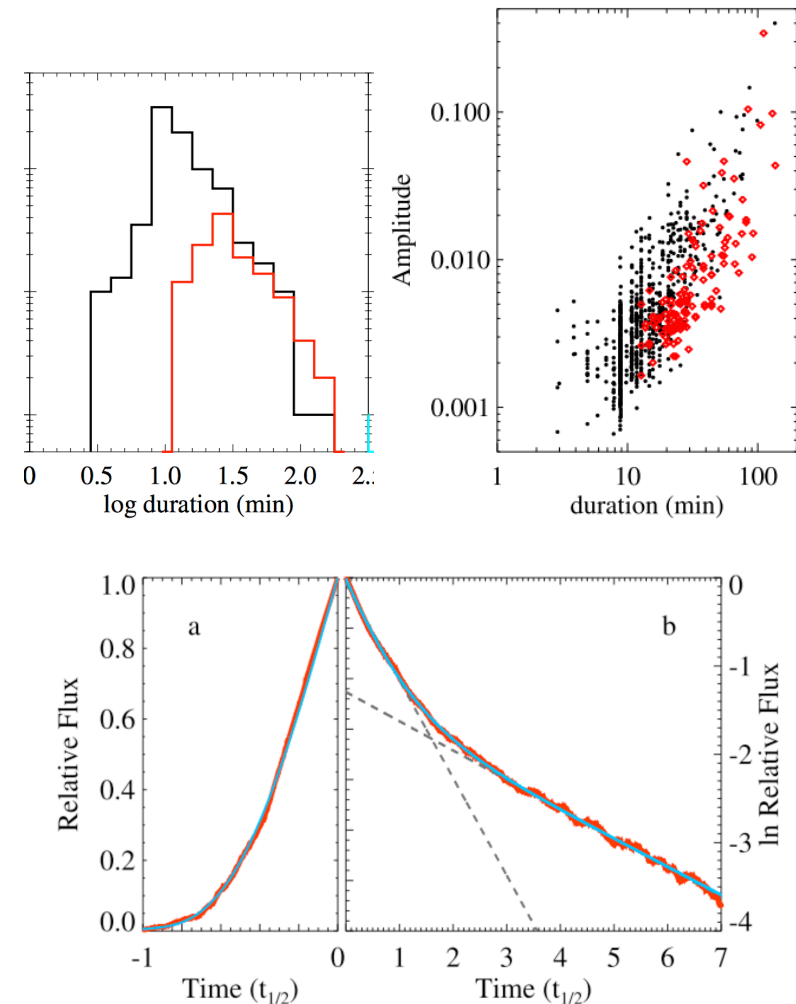 0 0.5 1.0 1.5 2.0 2.5
log duration (min)
Amplitude
0.100
0.010
0.001
1 10 100
duration (min)
Relative Flux
1.0
0.8
0.6
0.4
0.2
0.0
a
-1 0
Time (t1/2)
b
0
-1
-2
-3
-4
ln Relative Flux
1 2 3 4 5 6 7
Time (t1/2)